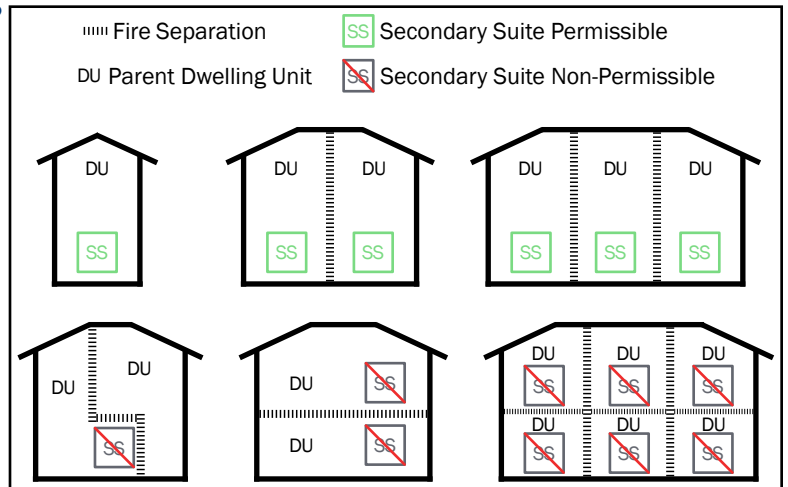 Fire Separation SS Secondary Suite Permissible
DU Parent Dwelling Unit SS Secondary Suite Non-Permissible
DU DU DU DU DU DU
SS SS SS SS SS SS
DU DU
SS
DU SS
DU SS
DU DU DU
SS SS SS
DU DU DU
SS SS SS